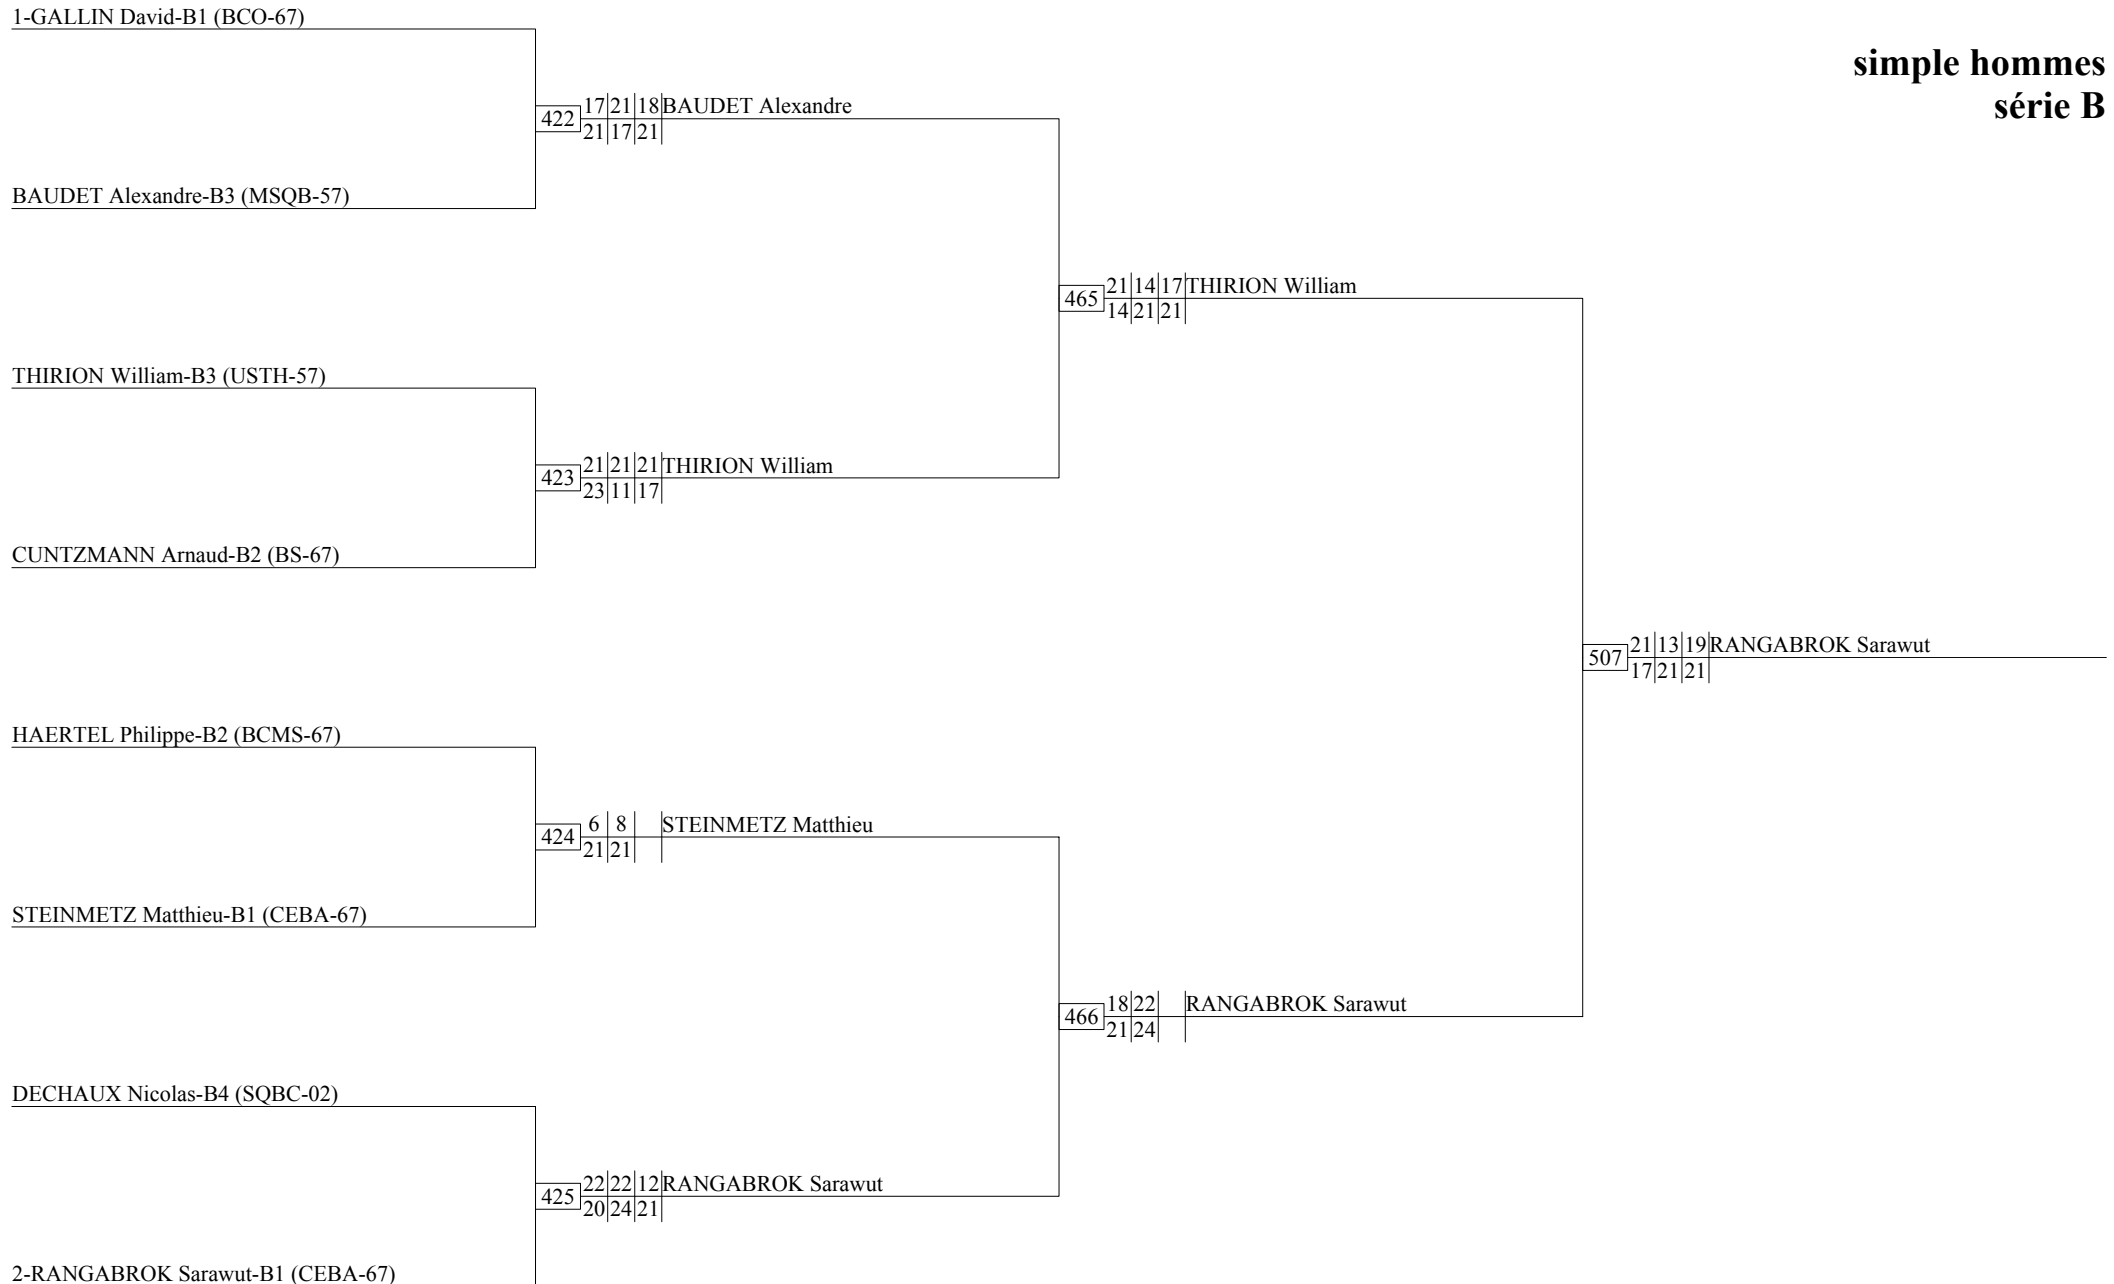 1-GALLIN David-B1 (BCO-67)
simple hommes
série B
17 21 18 BAUDET Alexandre
422
21 17 21
BAUDET Alexandre-B3 (MSQB-57)
21 14 17 THIRION William
465
14 21 21
THIRION William-B3 (USTH-57)
21 21 21 THIRION William
423
23 11 17
CUNTZMANN Arnaud-B2 (BS-67)
21 13 19 RANGABROK Sarawut
507
17 21 21
HAERTEL Philippe-B2 (BCMS-67)
6 8 STEINMETZ Matthieu
424
21 21
STEINMETZ Matthieu-B1 (CEBA-67)
18 22 RANGABROK Sarawut
466
21 24
DECHAUX Nicolas-B4 (SQBC-02)
22 22 12 RANGABROK Sarawut
425
20 24 21
2-RANGABROK Sarawut-B1 (CEBA-67)